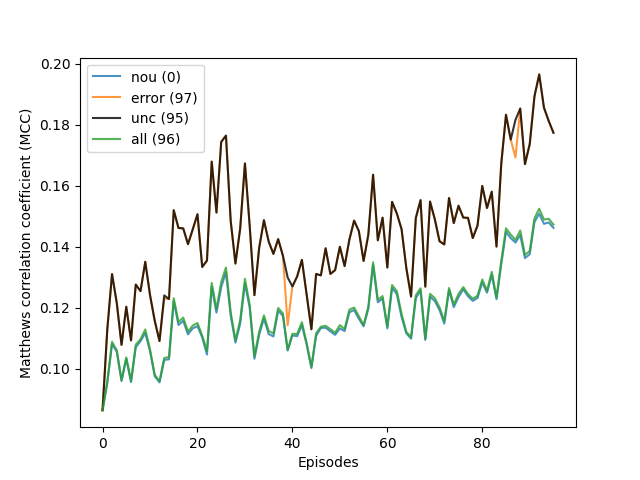 0.20
0.18
0.16
0.14
0.12
0.10
Matthews correlation coefficient (MCC)
nou (0)
error (97)
unc (95)
all (96)
0 20 40 60 80
Episodes